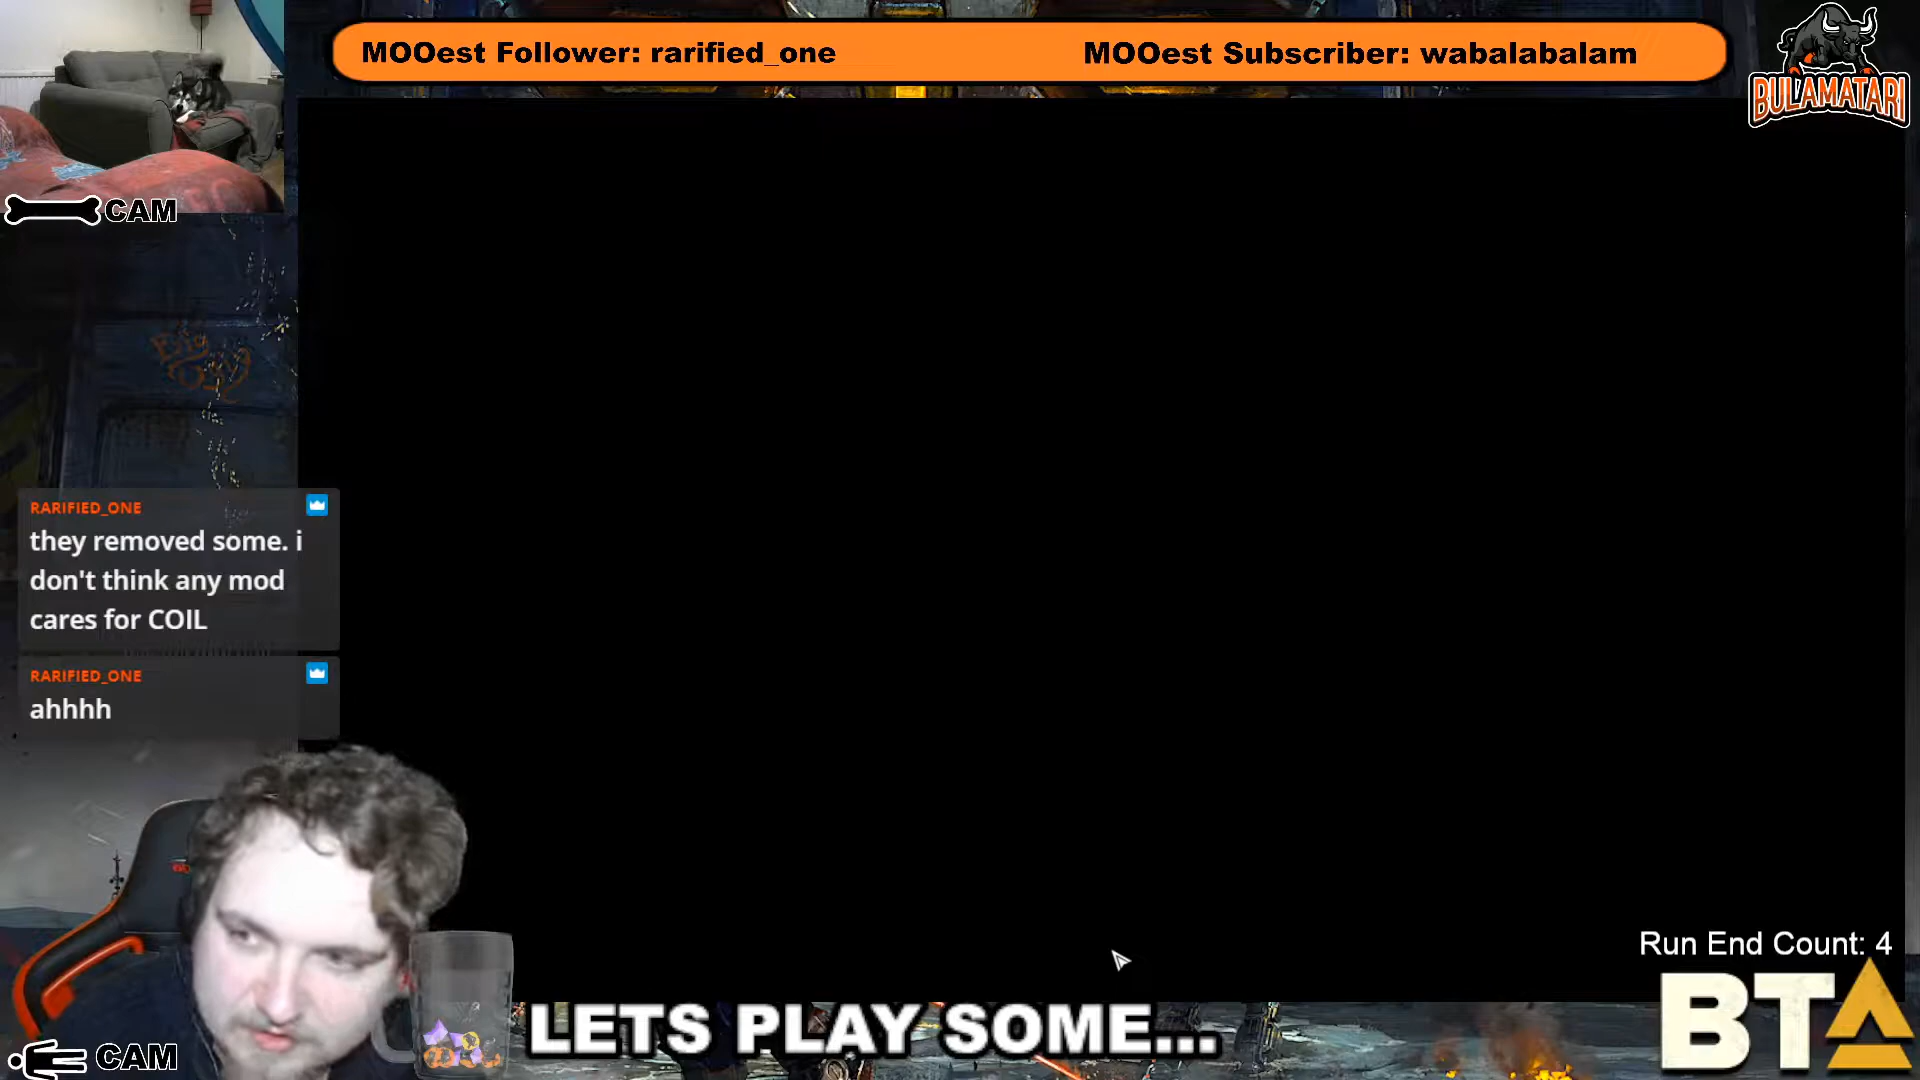 MOOest Follower: rarified_one
MOOest Subscriber: wabalabalam
BULAMATARI
CAM
RARIFIED_ONE
they removed some. i
don't think any mod
cares for COIL
RARIFIED_ONE
ahhhh
Run End Count: 4
BTA
LETS PLAY SOME...
CAM